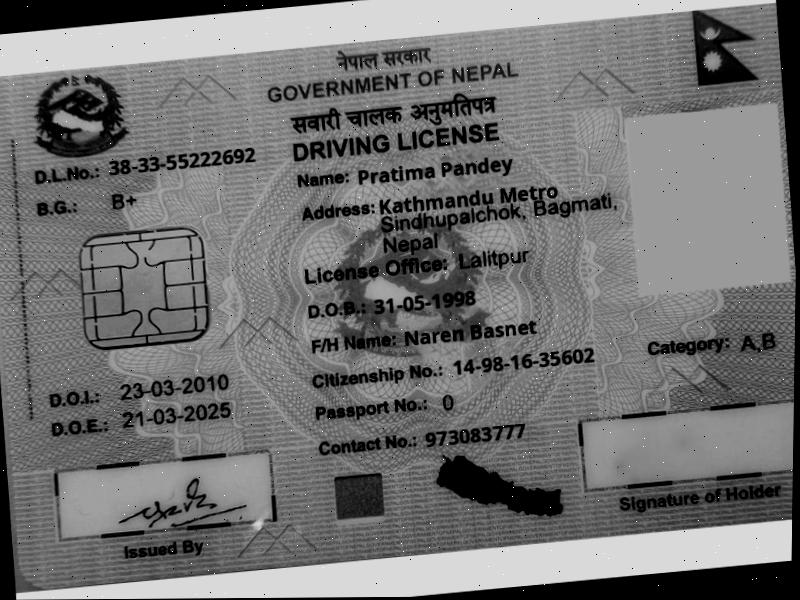 नेपाल सरकार
GOVERNMENT OF NEPAL
सवारी चालक अनुमतिपत्र
DRIVING LICENSE
D.L.No.: 38-33-55222692
B.G.: B+
Name: Pratima Pandey
Address: Kathmandu Metro
Sindhupalchok, Bagmati,
Nepal
License Office: Lalitpur
D.O.B.: 31-05-1998
F/H Name: Naren Basnet
Citizenship No.: 14-98-16-35602
Category: A,B
Passport No.: 0
Contact No.: 973083777
D.O.I.: 23-03-2010
D.O.E.: 21-03-2025
Issued By
Signature of Holder